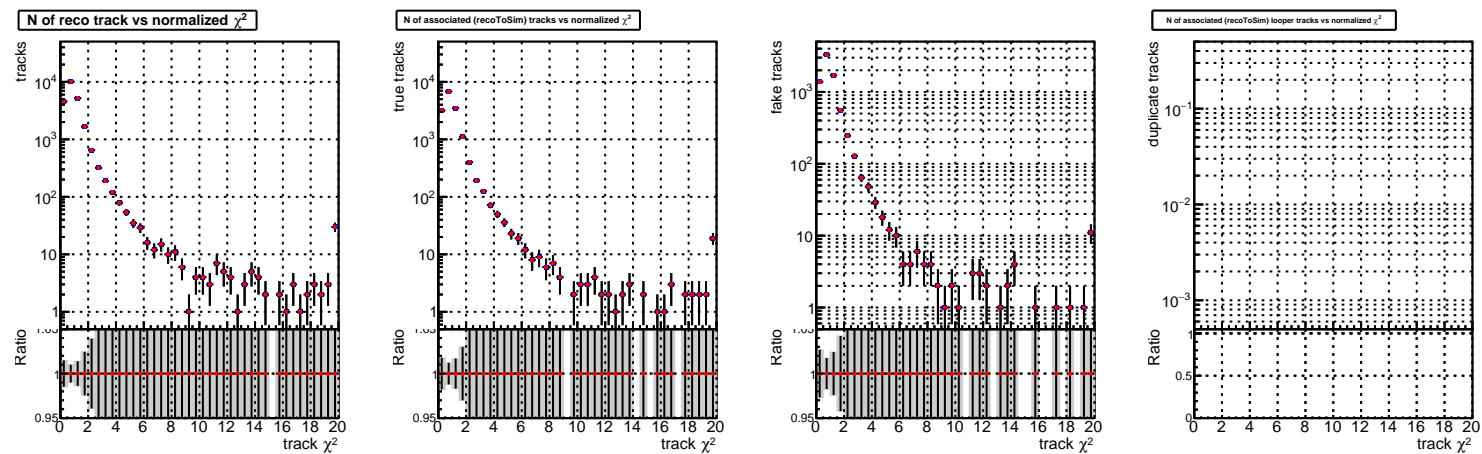 N of reco track vs normalized χ²
tracks
10⁴
10³
10²
10
1
Ratio
1.05
1
0.95
0 2 4 6 8 10 12 14 16 18 20
track χ²
N of associated (recoToSim) tracks vs normalized χ²
true tracks
10⁴
10³
10²
10
1
Ratio
1.05
1
0.95
0 2 4 6 8 10 12 14 16 18 20
track χ²
fake tracks
10³
10²
10
1
Ratio
1.05
1
0.95
0 2 4 6 8 10 12 14 16 18 20
track χ²
N of associated (recoToSim) looper tracks vs normalized χ²
duplicate tracks
10⁻¹
10⁻²
10⁻³
Ratio
1
0.5
0
0 2 4 6 8 10 12 14 16 18 20
track χ²